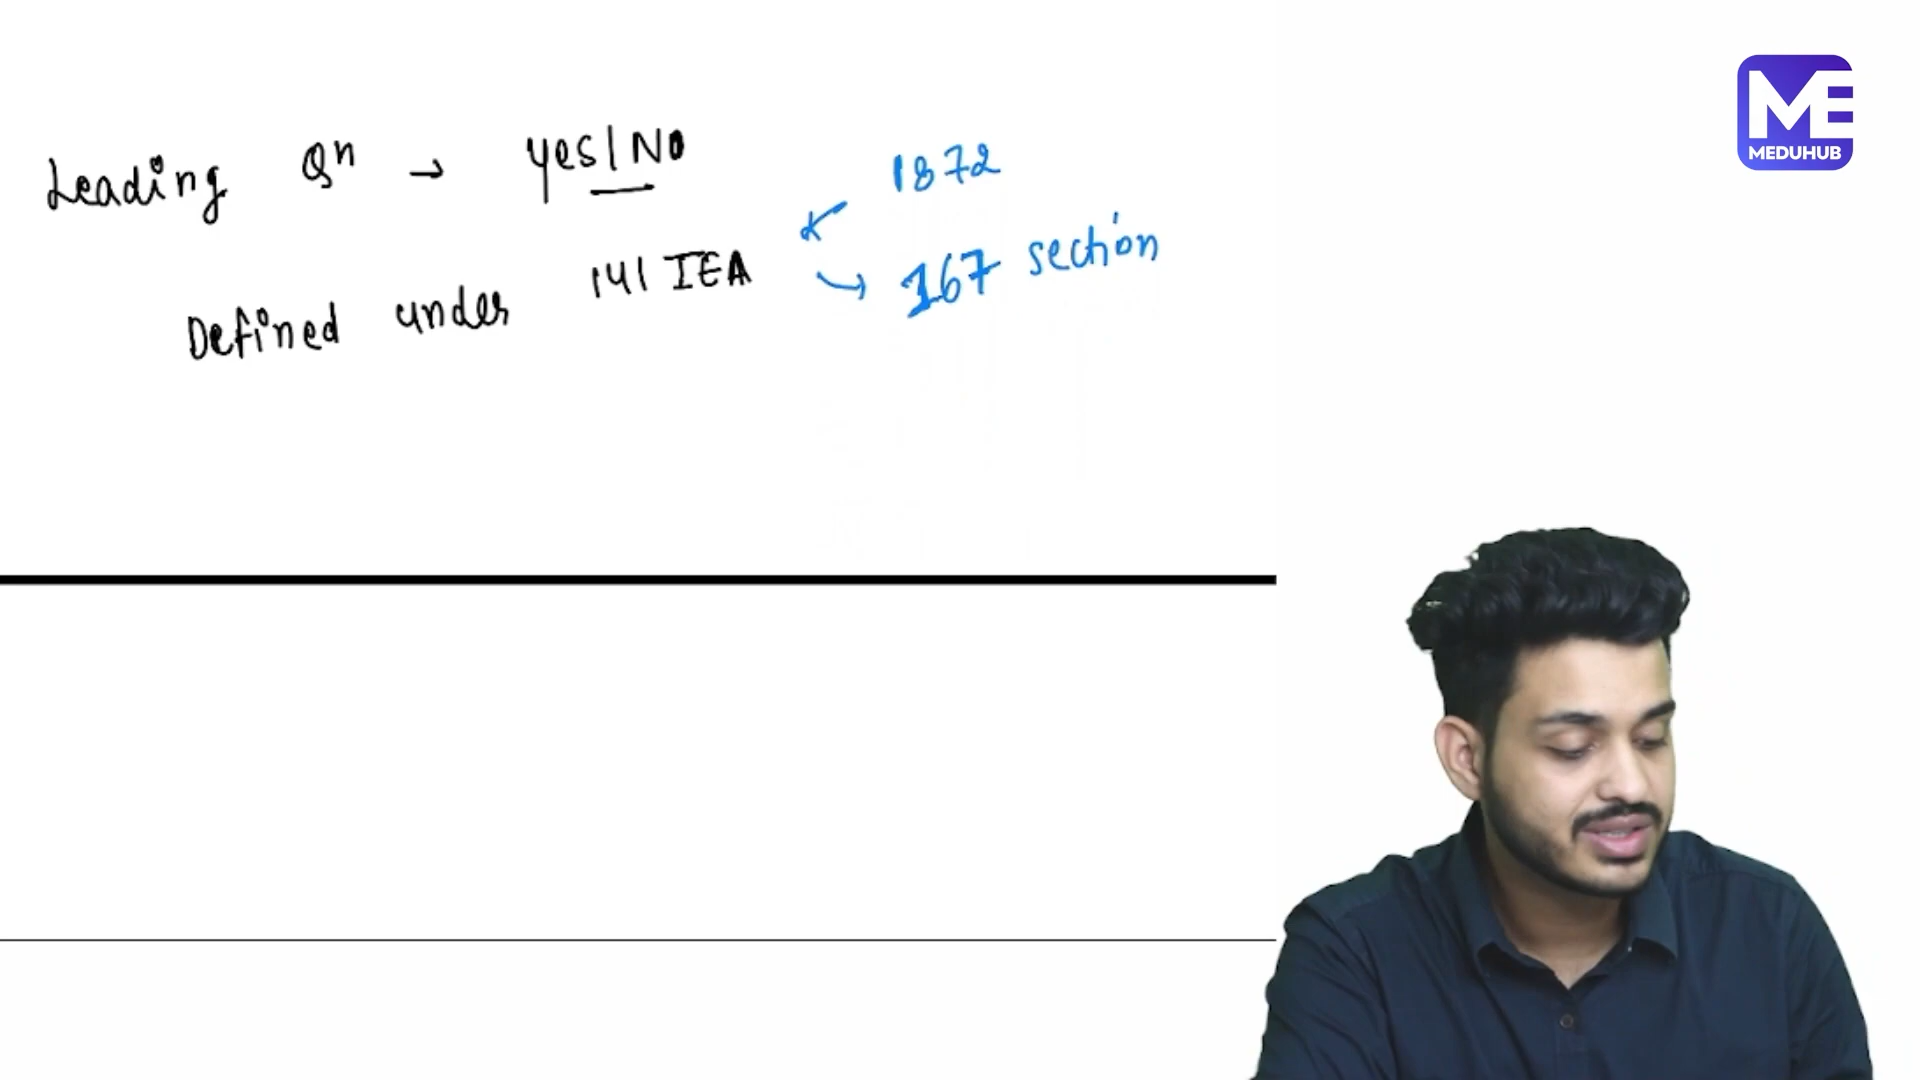 Leading Qn → Yes/No
1872
Defined under 141 IEA → 167 section
ME
MEDUHUB